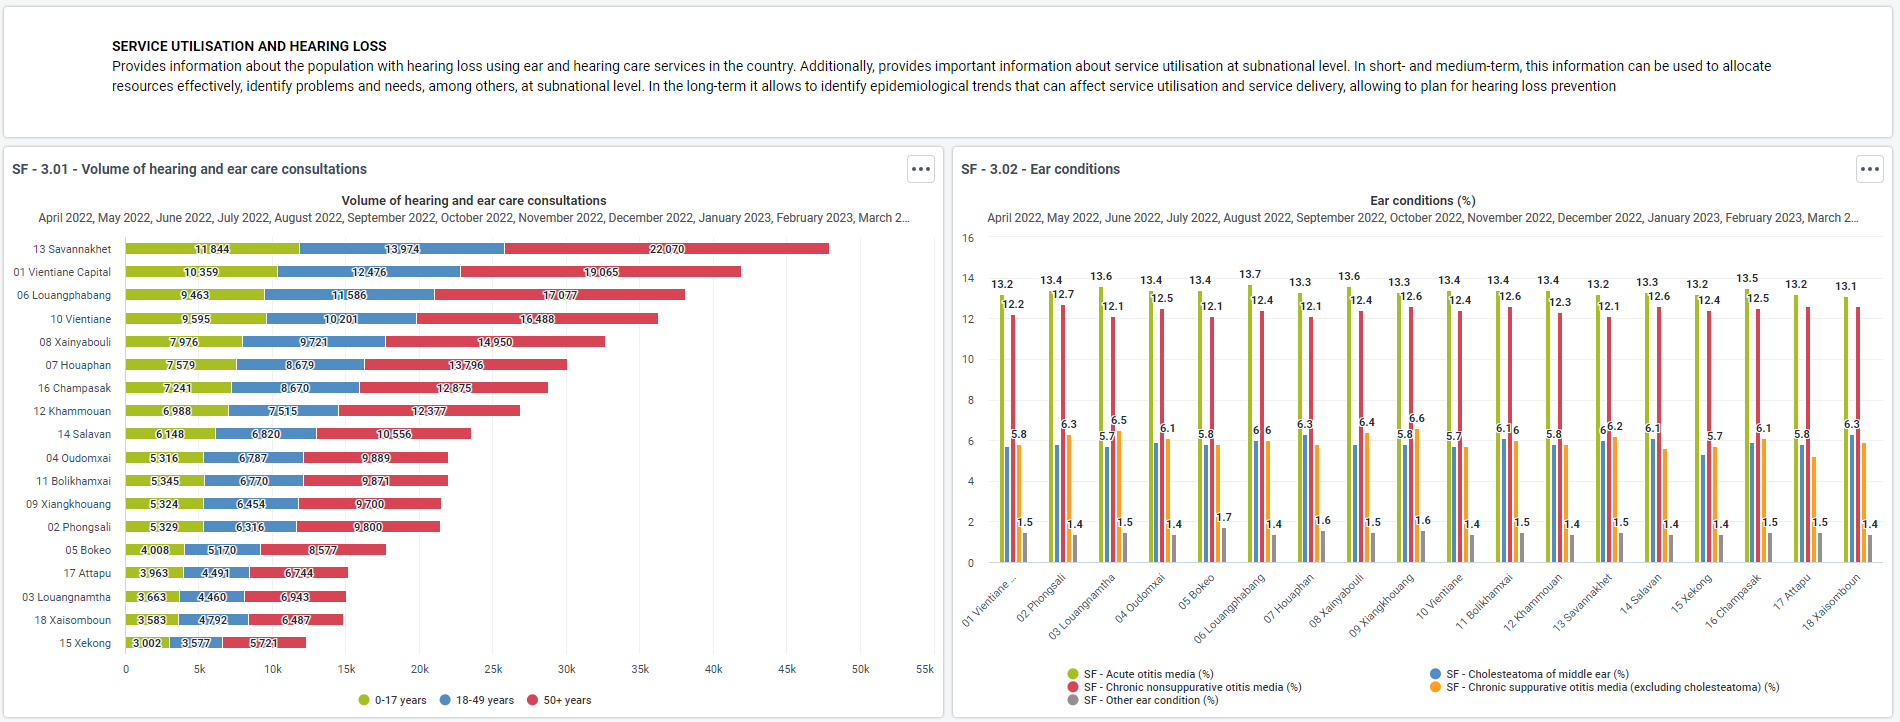 SERVICE UTILISATION AND HEARING LOSS
Provides information about the population with hearing loss using ear and hearing care services in the country. Additionally, provides important information about service utilisation at subnational level. In short- and medium-term, this information can be used to allocate
resources effectively, identify problems and needs, among others, at subnational level. In the long-term it allows to identify epidemiological trends that can affect service utilisation and service delivery, allowing to plan for hearing loss prevention
SF - 3.01 - Volume of hearing and ear care consultations
Volume of hearing and ear care consultations
April 2022, May 2022, June 2022, July 2022, August 2022, September 2022, October 2022, November 2022, December 2022, January 2023, February 2023, March 2...
13 Savannakhet 11 844 13 974 22 070
01 Vientiane Capital 10 359 12 476 19 065
06 Louangphabang 9 463 11 586 17 077
10 Vientiane 9 595 10 201 16 488
08 Xainyabouli 7 976 9 721 14 950
07 Houaphan 7 579 8 679 13 796
16 Champasak 7 241 8 670 12 875
12 Khammouan 6 988 7 515 12 377
14 Salavan 6 148 6 820 10 556
04 Oudomxai 5 316 6 787 9 889
11 Bolikhamxai 5 345 6 770 9 871
09 Xiangkhouang 5 324 6 454 9 700
02 Phongsali 5 329 6 316 9 800
05 Bokeo 4 008 5 170 8 577
17 Attapu 3 963 4 491 6 744
03 Louangnamtha 3 663 4 460 6 943
18 Xaisomboun 3 583 4 792 6 487
15 Xekong 3 002 3 577 5 721
0 5k 10k 15k 20k 25k 30k 35k 40k 45k 50k 55k
0-17 years 18-49 years 50+ years
SF - 3.02 - Ear conditions
Ear conditions (%)
April 2022, May 2022, June 2022, July 2022, August 2022, September 2022, October 2022, November 2022, December 2022, January 2023, February 2023, March 2...
16
14
12
10
8
6
4
2
0
13.2 13.4 13.6 13.4 13.4 13.7 13.3 13.6 13.3 13.4 13.4 13.4 13.2 13.3 13.2 13.5 13.2 13.1
12.2 12.7 12.1 12.5 12.1 12.4 12.1 12.4 12.6 12.4 12.6 12.3 12.1 12.6 12.4 12.5
5.8 6.3 5.7 6.5 6.1 5.8 6 6 6.3 6.4 5.8 6.6 5.7 6.1 6 5.8 6 6.2 6.1 5.7 6.1 5.8 6.3
1.5 1.4 1.5 1.4 1.7 1.4 1.6 1.5 1.6 1.4 1.5 1.4 1.5 1.4 1.4 1.5 1.5 1.4
01 Vientiane ...
02 Phongsali
03 Louangnamtha
04 Oudomxai
05 Bokeo
06 Louangphabang
07 Houaphan
08 Xainyabouli
09 Xiangkhouang
10 Vientiane
11 Bolikhamxai
12 Khammouan
13 Savannakhet
14 Salavan
15 Xekong
16 Champasak
17 Attapu
18 Xaisomboun
SF - Acute otitis media (%) SF - Cholesteatoma of middle ear (%)
SF - Chronic nonsuppurative otitis media (%) SF - Chronic suppurative otitis media (excluding cholesteatoma) (%)
SF - Other ear condition (%)